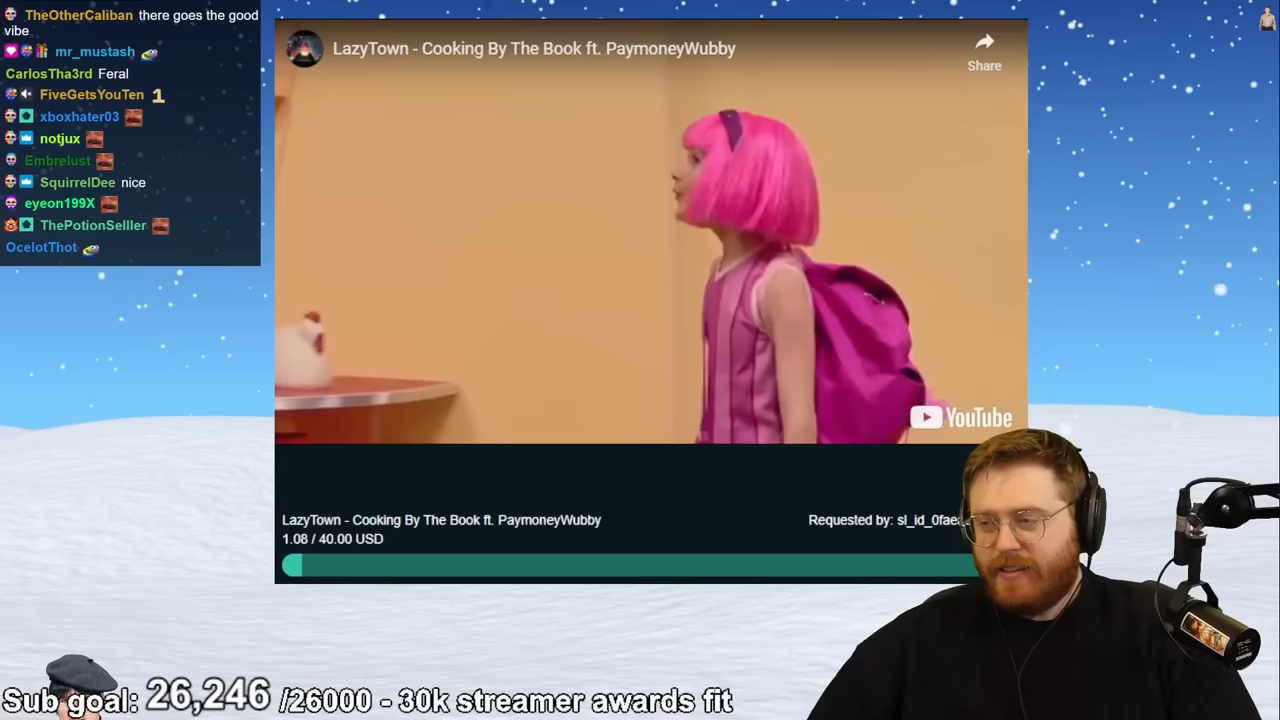 TheOtherCaliban there goes the good
vibe
mr_mustash
CarlosTha3rd Feral
FiveGetsYouTen 1
xboxhater03
notjux
Embrelust
SquirrelDee nice
eyeon199X
ThePotionSelller
OcelotThot
LazyTown - Cooking By The Book ft. PaymoneyWubby
Share
YouTube
LazyTown - Cooking By The Book ft. PaymoneyWubby
Requested by:
1.08 / 40.00 USD
Sub goal: 26,246 /26000 - 30k streamer awards fit